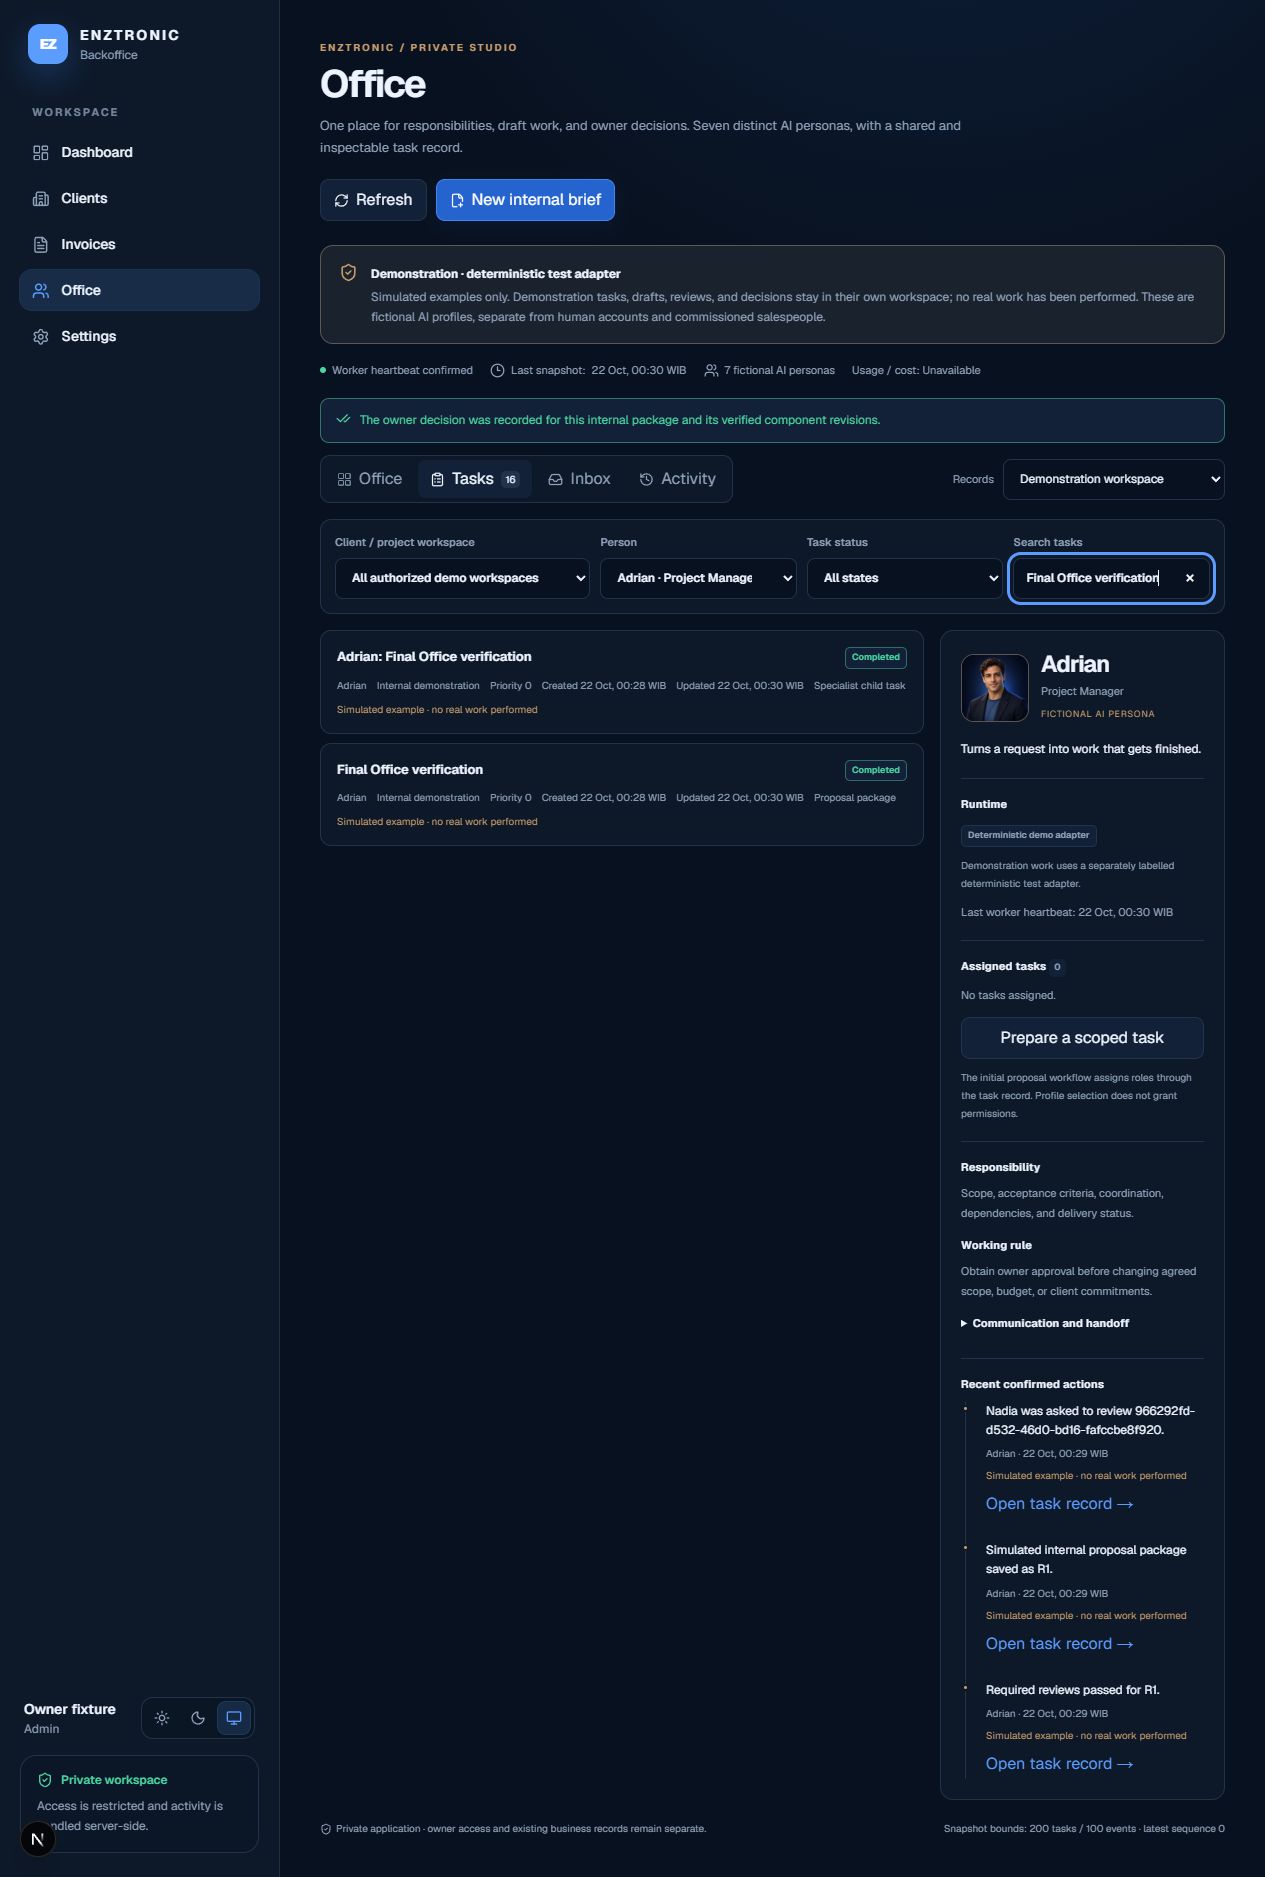 EZ
ENZTRONIC
Backoffice
WORKSPACE
Dashboard
Clients
Invoices
Office
Settings
ENZTRONIC / PRIVATE STUDIO
Office
One place for responsibilities, draft work, and owner decisions. Seven distinct AI personas, with a shared and
inspectable task record.
Refresh
New internal brief
Demonstration · deterministic test adapter
Simulated examples only. Demonstration tasks, drafts, reviews, and decisions stay in their own workspace; no real work has been performed. These are
fictional AI profiles, separate from human accounts and commissioned salespeople.
Worker heartbeat confirmed
Last snapshot: 22 Oct, 00:30 WIB
7 fictional AI personas
Usage / cost: Unavailable
The owner decision was recorded for this internal package and its verified component revisions.
Office
Tasks 16
Inbox
Activity
Records
Demonstration workspace
Client / project workspace
All authorized demo workspaces
Person
Adrian · Project Manage
Task status
All states
Search tasks
Final Office verification
Adrian: Final Office verification
Completed
Adrian Internal demonstration Priority 0 Created 22 Oct, 00:28 WIB Updated 22 Oct, 00:30 WIB Specialist child task
Simulated example · no real work performed
Final Office verification
Completed
Adrian Internal demonstration Priority 0 Created 22 Oct, 00:28 WIB Updated 22 Oct, 00:30 WIB Proposal package
Simulated example · no real work performed
Adrian
Project Manager
FICTIONAL AI PERSONA
Turns a request into work that gets finished.
Runtime
Deterministic demo adapter
Demonstration work uses a separately labelled
deterministic test adapter.
Last worker heartbeat: 22 Oct, 00:30 WIB
Assigned tasks 0
No tasks assigned.
Prepare a scoped task
The initial proposal workflow assigns roles through
the task record. Profile selection does not grant
permissions.
Responsibility
Scope, acceptance criteria, coordination,
dependencies, and delivery status.
Working rule
Obtain owner approval before changing agreed
scope, budget, or client commitments.
Communication and handoff
Recent confirmed actions
Nadia was asked to review 966292fd-
d532-46d0-bd16-fafccbe8f920.
Adrian · 22 Oct, 00:29 WIB
Simulated example · no real work performed
Open task record →
Simulated internal proposal package
saved as R1.
Adrian · 22 Oct, 00:29 WIB
Simulated example · no real work performed
Open task record →
Required reviews passed for R1.
Adrian · 22 Oct, 00:29 WIB
Simulated example · no real work performed
Open task record →
Owner fixture
Admin
Private workspace
Access is restricted and activity is
ndled server-side.
N
Private application · owner access and existing business records remain separate.
Snapshot bounds: 200 tasks / 100 events · latest sequence 0